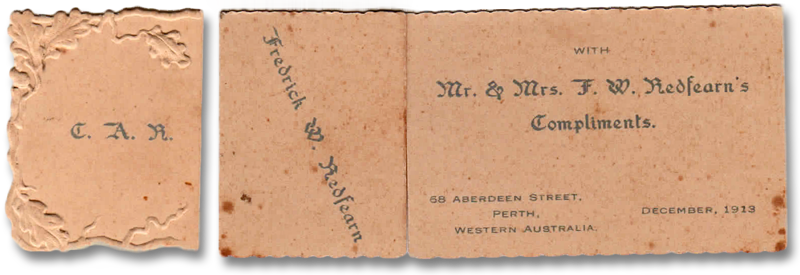 C. A. R.
Fredrick W. Redfearn
WITH
Mr. & Mrs. F. W. Redfearn's
Compliments.
68 ABERDEEN STREET,
PERTH,
WESTERN AUSTRALIA.
DECEMBER, 1913